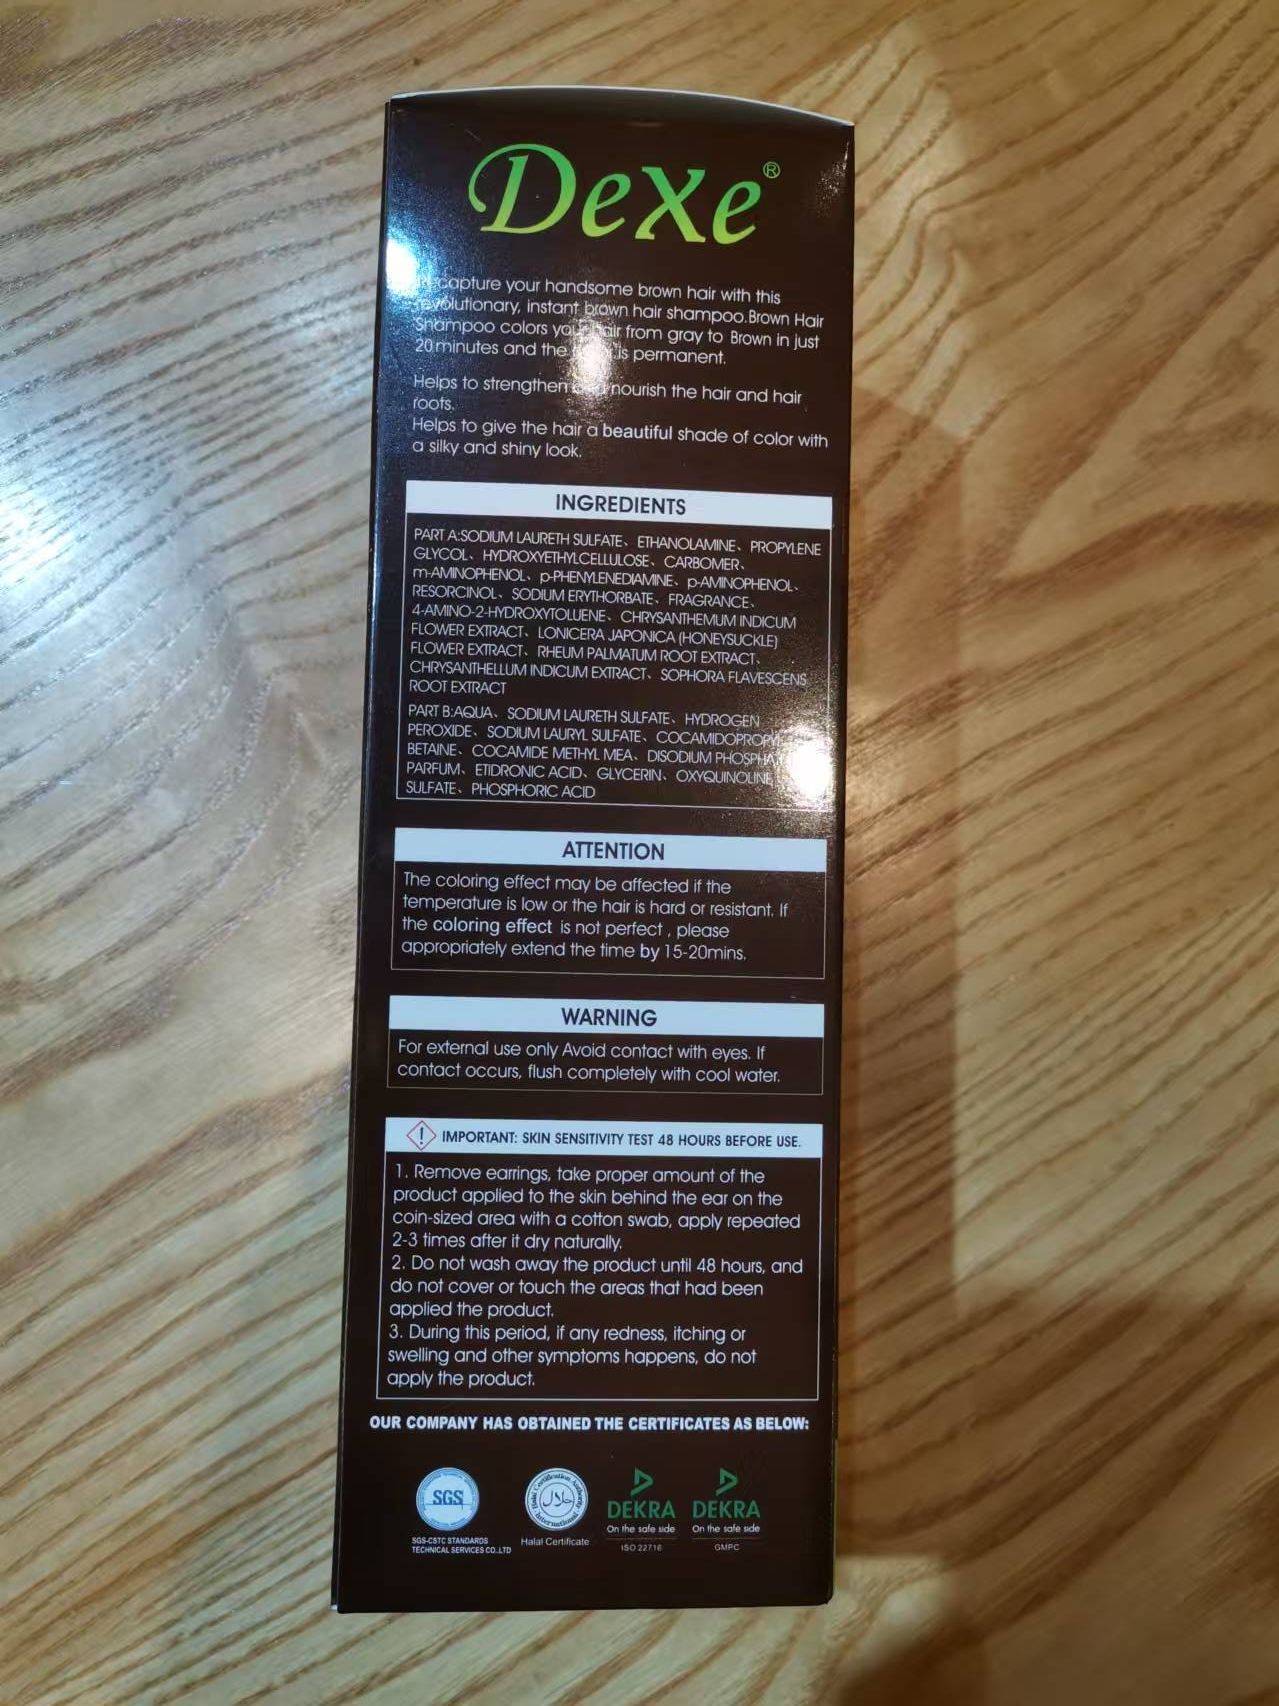 DeXe®
capture your handsome brown hair with this
revolutionary, instant brown hair shampoo.Brown Hair
Shampoo colors your hair from gray to Brown in just
20 minutes and the is permanent.
Helps to strengthen nourish the hair and hair
roots.
Helps to give the hair a beautiful shade of color with
a silky and shiny look.
INGREDIENTS
PART A:SODIUM LAURETH SULFATE、ETHANOLAMINE、PROPYLENE
GLYCOL、HYDROXYETHYLCELLULOSE、CARBOMER、
m-AMINOPHENOL、p-PHENYLENEDIAMINE、p-AMINOPHENOL、
RESORCINOL、SODIUM ERYTHORBATE、FRAGRANCE、
4-AMINO-2-HYDROXYTOLUENE、CHRYSANTHEMUM INDICUM
FLOWER EXTRACT、LONICERA JAPONICA (HONEYSUCKLE)
FLOWER EXTRACT、RHEUM PALMATUM ROOT EXTRACT、
CHRYSANTHELLUM INDICUM EXTRACT、SOPHORA FLAVESCENS
ROOT EXTRACT
PART B:AQUA、SODIUM LAURETH SULFATE、HYDROGEN
PEROXIDE、SODIUM LAURYL SULFATE、COCAMIDOPROPYL
BETAINE、COCAMIDE METHYL MEA、DISODIUM PHOSPHATE
PARFUM、ETIDRONIC ACID、GLYCERIN、OXYQUINOLINE
SULFATE、PHOSPHORIC ACID
ATTENTION
The coloring effect may be affected if the
temperature is low or the hair is hard or resistant. If
the coloring effect is not perfect , please
appropriately extend the time by 15-20mins.
WARNING
For external use only Avoid contact with eyes. If
contact occurs, flush completely with cool water.
! IMPORTANT: SKIN SENSITIVITY TEST 48 HOURS BEFORE USE.
1. Remove earrings, take proper amount of the
product applied to the skin behind the ear on the
coin-sized area with a cotton swab, apply repeated
2-3 times after it dry naturally.
2. Do not wash away the product until 48 hours, and
do not cover or touch the areas that had been
applied the product.
3. During this period, if any redness, itching or
swelling and other symptoms happens, do not
apply the product.
OUR COMPANY HAS OBTAINED THE CERTIFICATES AS BELOW:
SGS
SGS-CSTC STANDARDS
TECHNICAL SERVICES CO.,LTD
Halal Certification Authority International
حلال
Halal Certificate
DEKRA
On the safe side
ISO 22716
DEKRA
On the safe side
GMPC